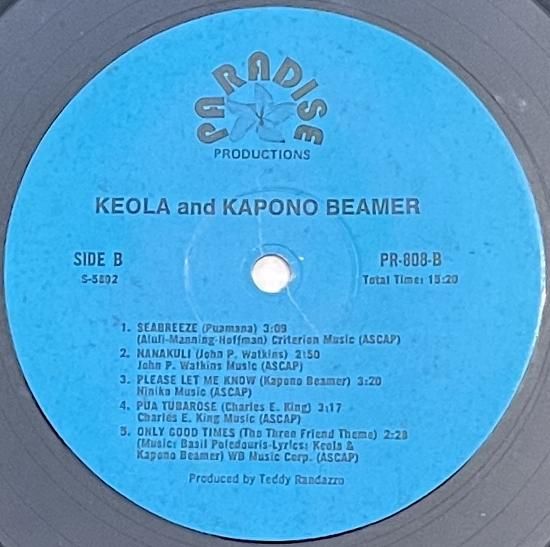 PARADISE
PRODUCTIONS
KEOLA and KAPONO BEAMER
SIDE B
S-5892
PR-808-B
Total Time: 15:20
1. SEABREEZE (Puamana) 3:09
(Aluli-Manning-Hoffman) Criterion Music (ASCAP)
2. NANAKULI (John P. Watkins) 2:50
John P. Watkins Music (ASCAP)
3. PLEASE LET ME KNOW (Kapono Beamer) 3:20
Niniko Music (ASCAP)
4. PUA TUBAROSE (Charles E. King) 3:17
Charles E. King Music (ASCAP)
5. ONLY GOOD TIMES (The Three Friend Theme) 2:28
(Music: Basil Poledouris-Lyrics: Keola &
Kapono Beamer) WB Music Corp. (ASCAP)
Produced by Teddy Randazzo